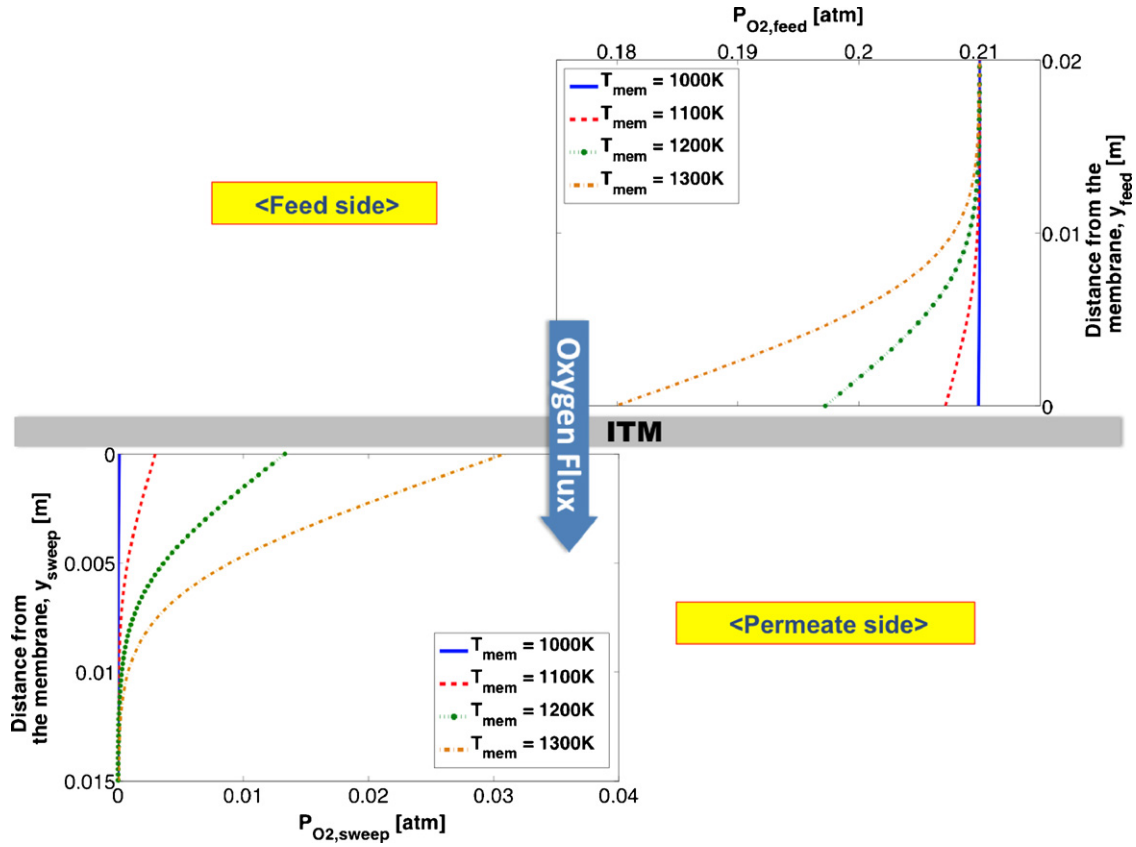 P_O2,feed [atm]
0.18 0.19 0.2 0.21
T_mem = 1000K
T_mem = 1100K
T_mem = 1200K
T_mem = 1300K
0.02
0.01
0
Distance from the
membrane, y_feed [m]
<Feed side>
Oxygen Flux
ITM
0
0.005
0.01
0.015
Distance from
the membrane, y_sweep [m]
T_mem = 1000K
T_mem = 1100K
T_mem = 1200K
T_mem = 1300K
<Permeate side>
0 0.01 0.02 0.03 0.04
P_O2,sweep [atm]